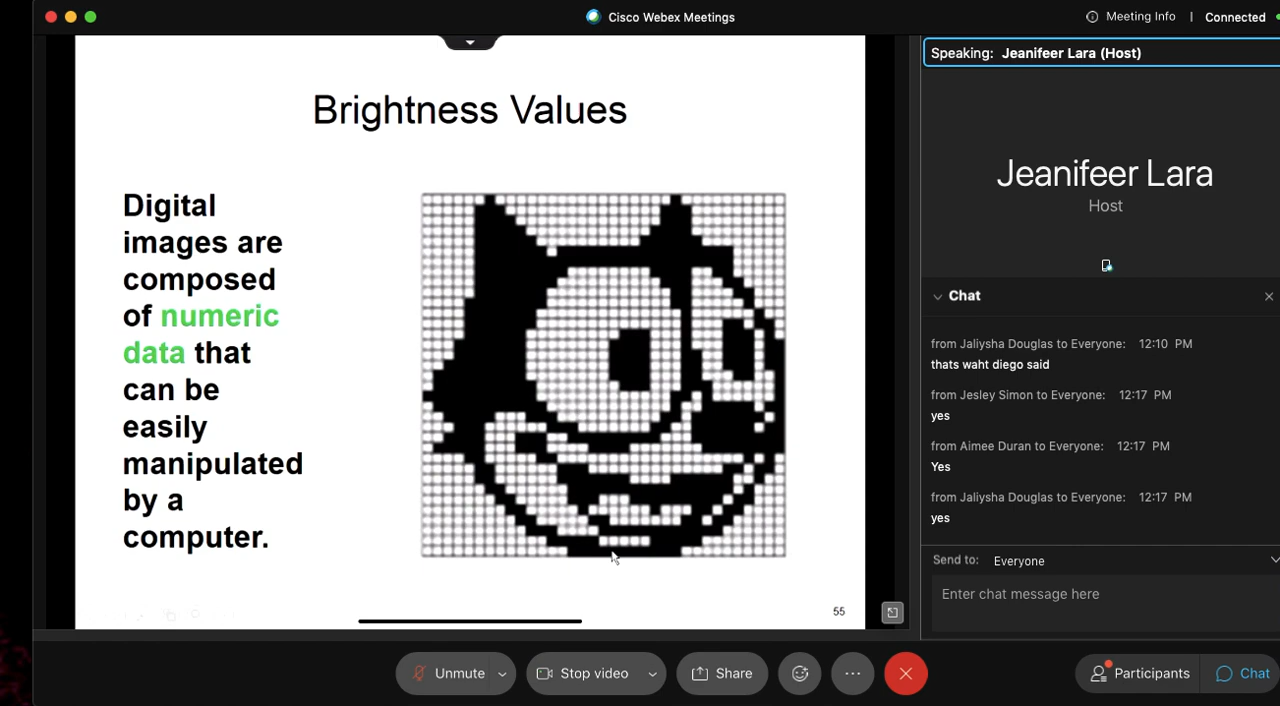 Cisco Webex Meetings
Meeting Info | Connected
Speaking: Jeanifeer Lara (Host)
Brightness Values
Digital
images are
composed
of numeric
data that
can be
easily
manipulated
by a
computer.
55
Jeanifeer Lara
Host
Chat
from Jaliysha Douglas to Everyone: 12:10 PM
thats waht diego said
from Jesley Simon to Everyone: 12:17 PM
yes
from Aimee Duran to Everyone: 12:17 PM
Yes
from Jaliysha Douglas to Everyone: 12:17 PM
yes
Send to: Everyone
Enter chat message here
Unmute
Stop video
Share
Participants
Chat